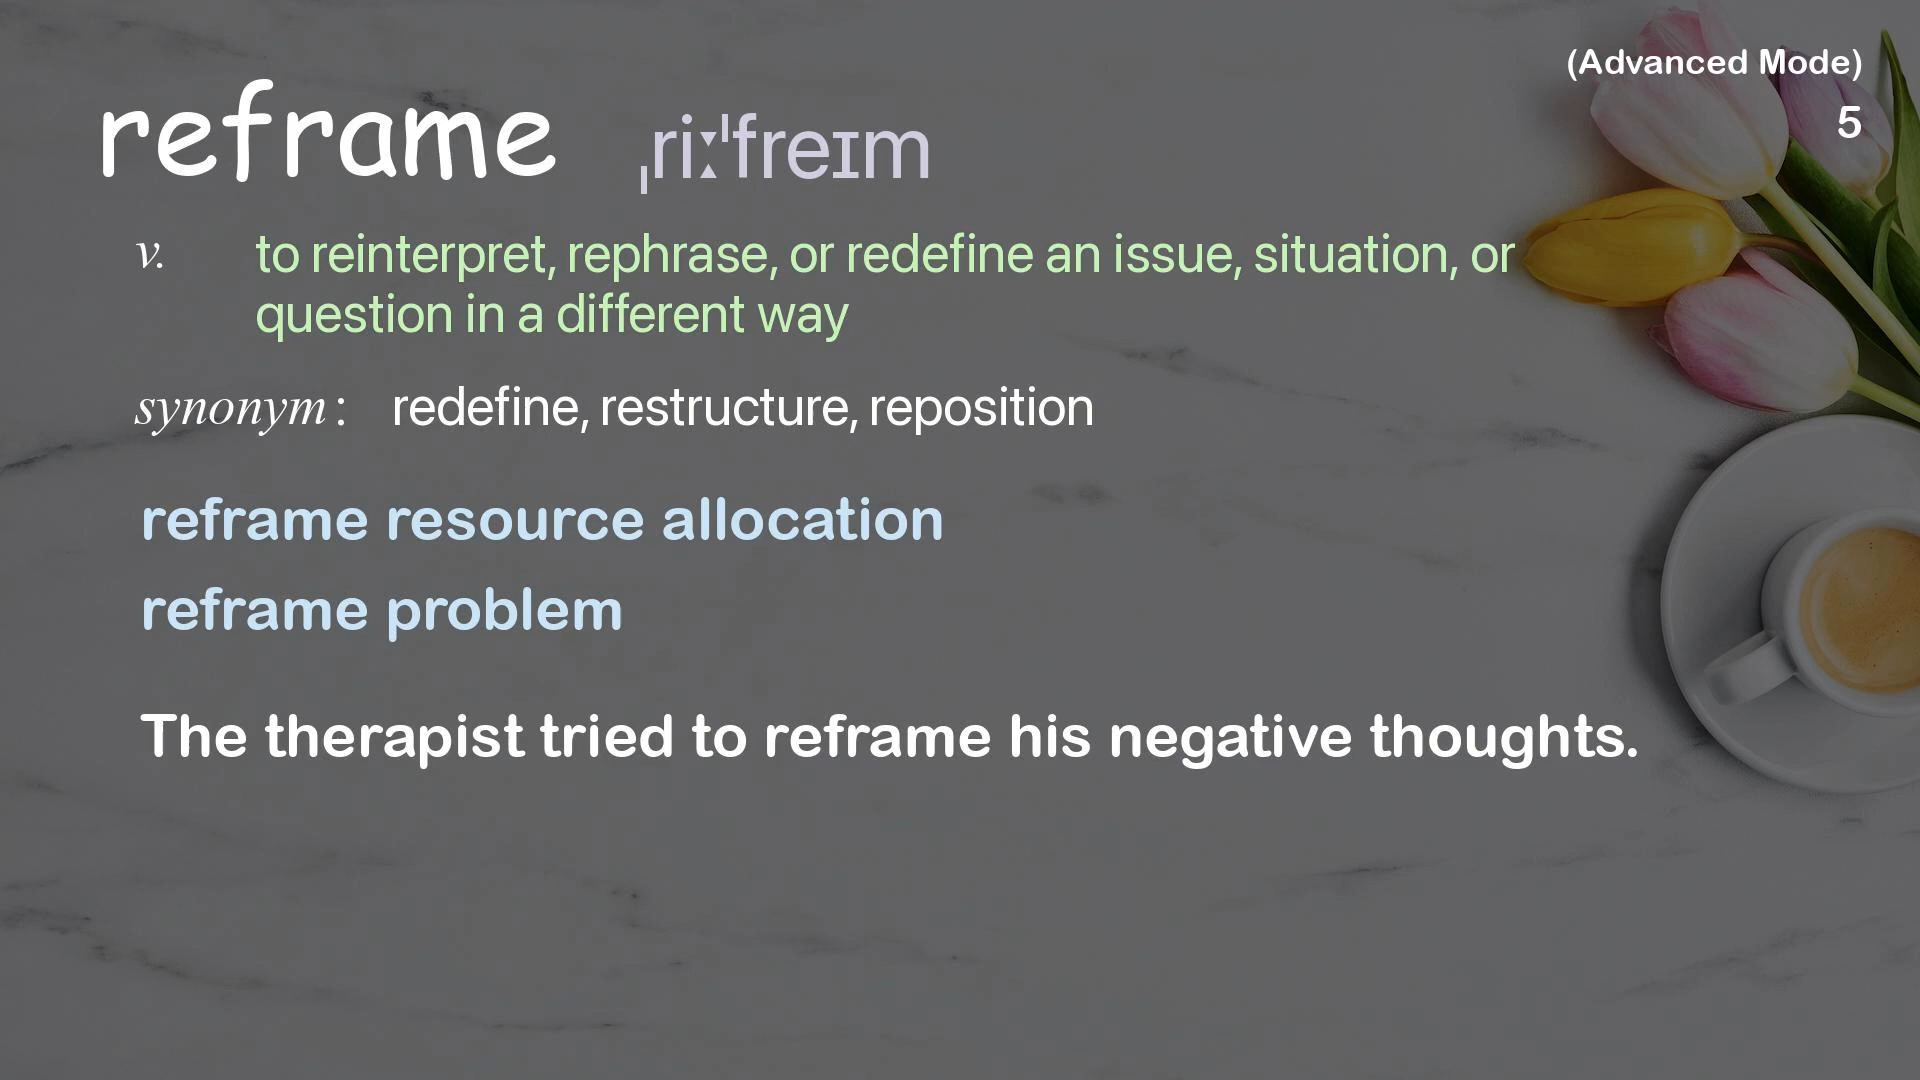 (Advanced Mode)
5
reframe ˌriːˈfreɪm
v. to reinterpret, rephrase, or redefine an issue, situation, or
question in a different way
synonym: redefine, restructure, reposition
reframe resource allocation
reframe problem
The therapist tried to reframe his negative thoughts.